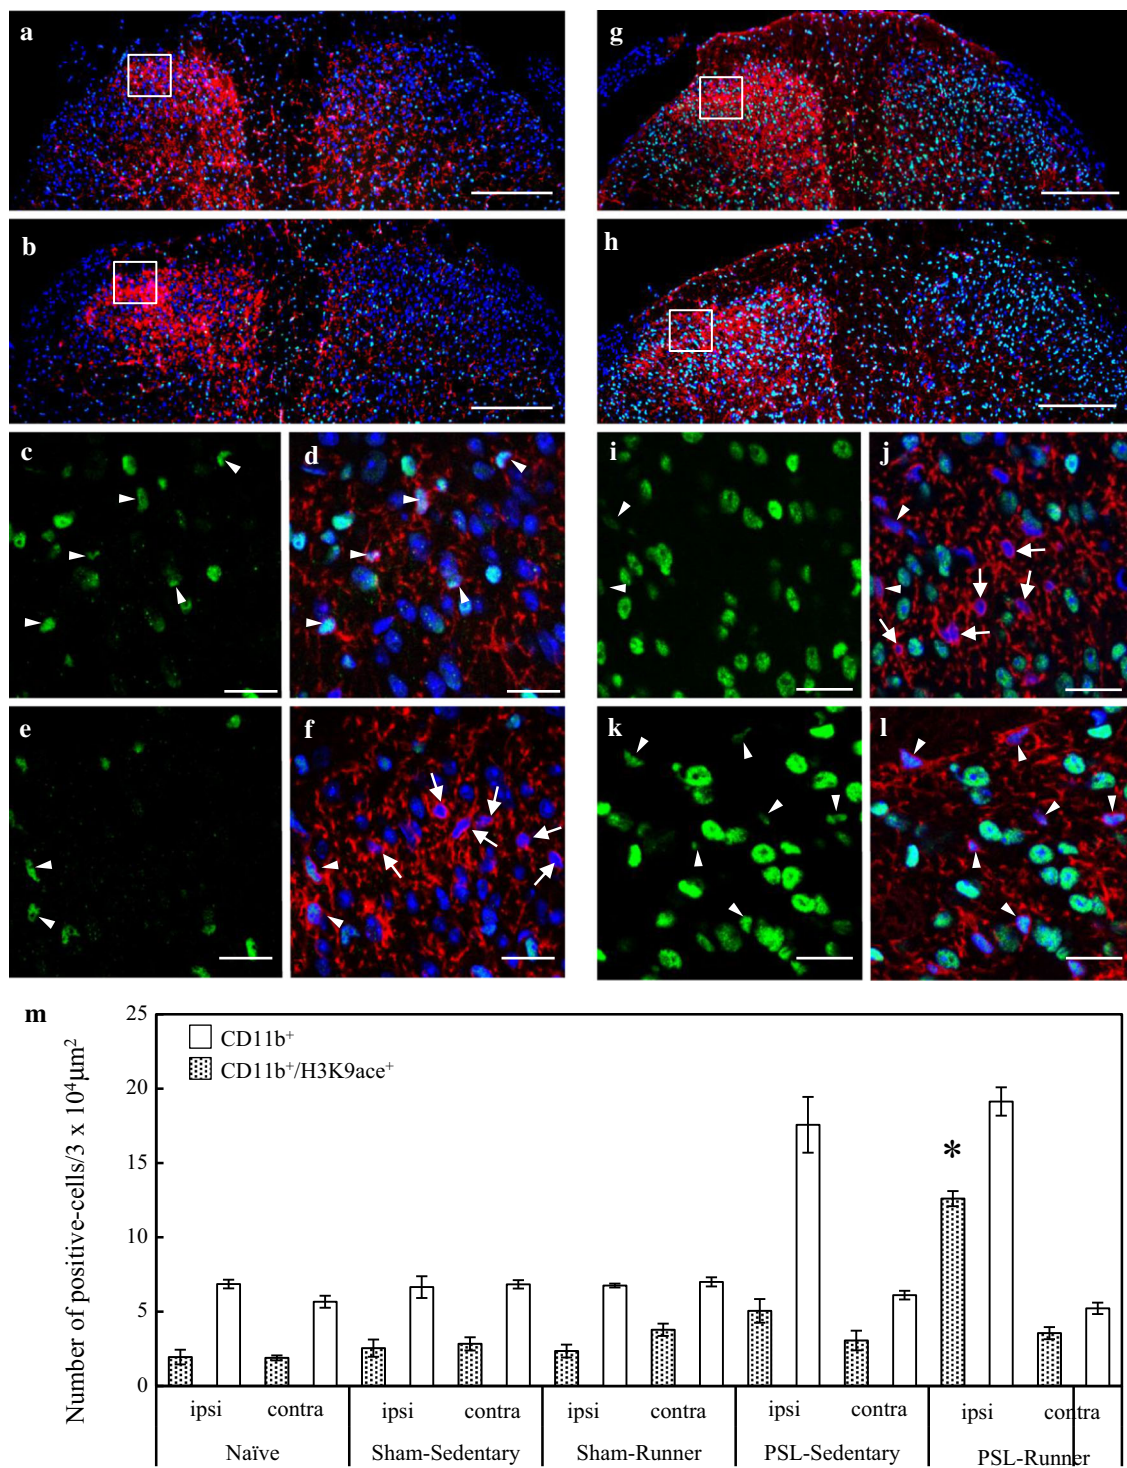 a
g
b
h
c
d
i
j
e
f
k
l
m
25
20
15
10
5
0
Number of positive-cells/3 x 10⁴µm²
CD11b⁺
CD11b⁺/H3K9ace⁺
*
ipsi contra ipsi contra ipsi contra ipsi contra ipsi contra
Naïve Sham-Sedentary Sham-Runner PSL-Sedentary PSL-Runner